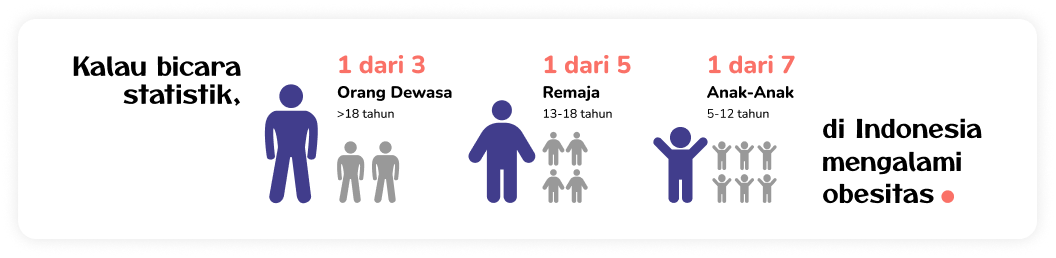 Kalau bicara
statistik,
1 dari 3
Orang Dewasa
>18 tahun
1 dari 5
Remaja
13-18 tahun
1 dari 7
Anak-Anak
5-12 tahun
di Indonesia
mengalami
obesitas